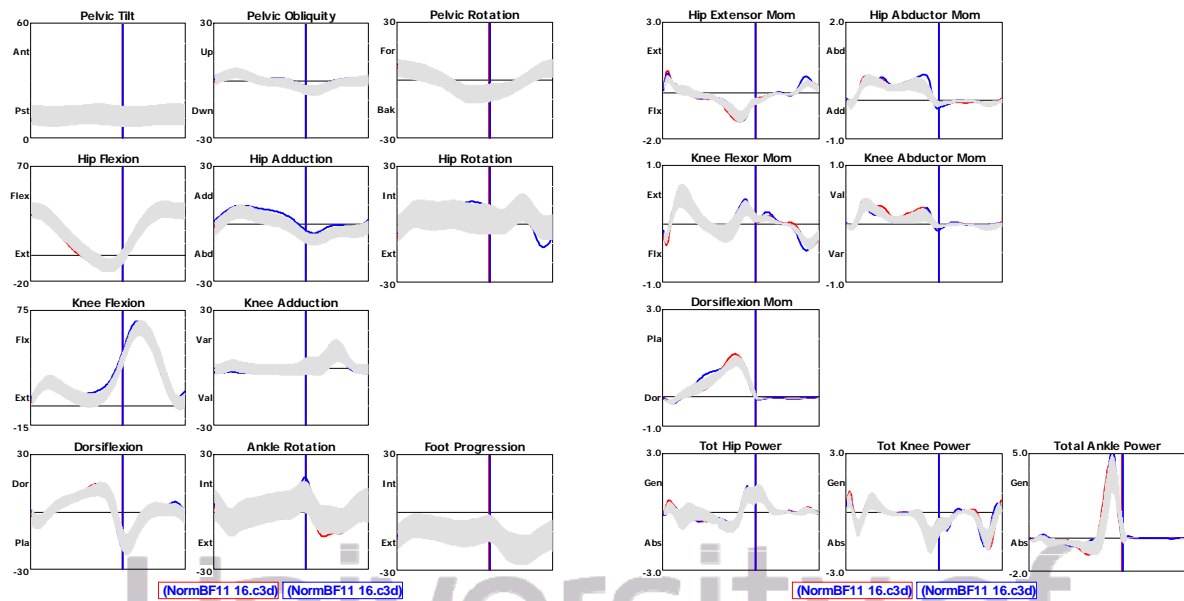 Pelvic Tilt
60
Ant
Pst
0
Pelvic Obliquity
30
Up
Dwn
-30
Pelvic Rotation
30
For
Bak
-30
Hip Extensor Mom
3.0
Ext
Flx
-2.0
Hip Abductor Mom
2.0
Abd
Add
-1.0
Hip Flexion
70
Flex
Ext
-20
Hip Adduction
30
Add
Abd
-30
Hip Rotation
30
Int
Ext
-30
Knee Flexor Mom
1.0
Ext
Flx
-1.0
Knee Abductor Mom
1.0
Val
Var
-1.0
Knee Flexion
75
Flx
Ext
-15
Knee Adduction
30
Var
Val
-30
Dorsiflexion Mom
3.0
Pla
Dor
-1.0
Dorsiflexion
30
Dor
Pla
-30
Ankle Rotation
30
Int
Ext
-30
Foot Progression
30
Int
Ext
-30
Tot Hip Power
3.0
Gen
Abs
-3.0
Tot Knee Power
3.0
Gen
Abs
-3.0
Total Ankle Power
5.0
Gen
Abs
-2.0
University of
(NormBF11 16.c3d) (NormBF11 16.c3d)
(NormBF11 16.c3d) (NormBF11 16.c3d)